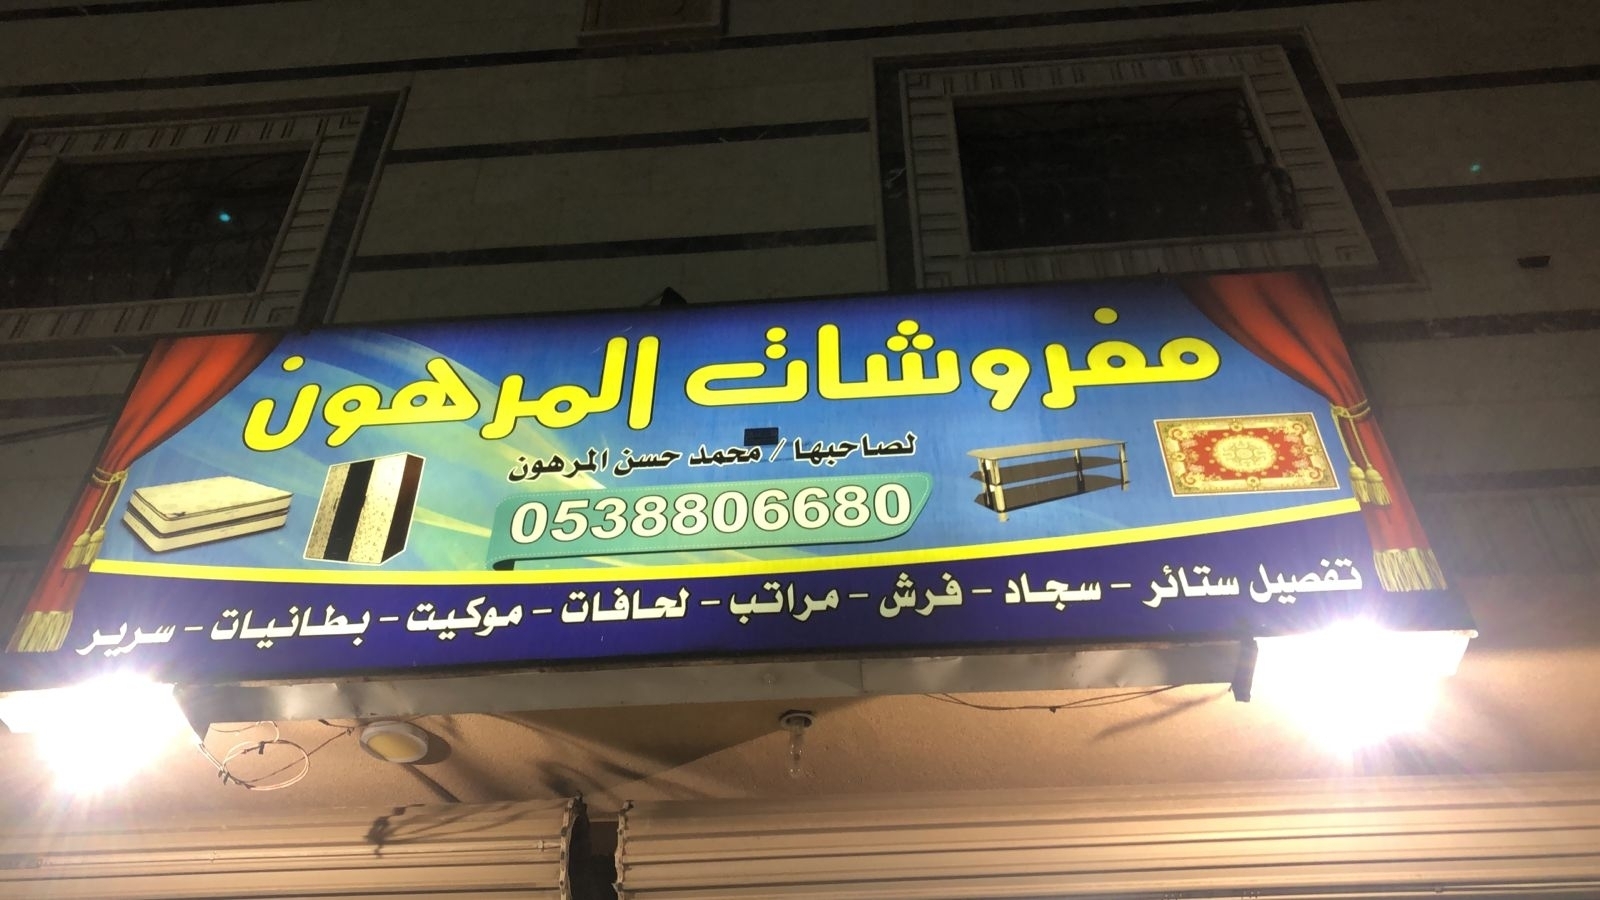 مفروشات المرهون
لصاحبها / محمد حسن المرهون
0538806680
تفصيل ستائر - سجاد - فرش - مراتب - لحافات - موكيت - بطانيات - سرير